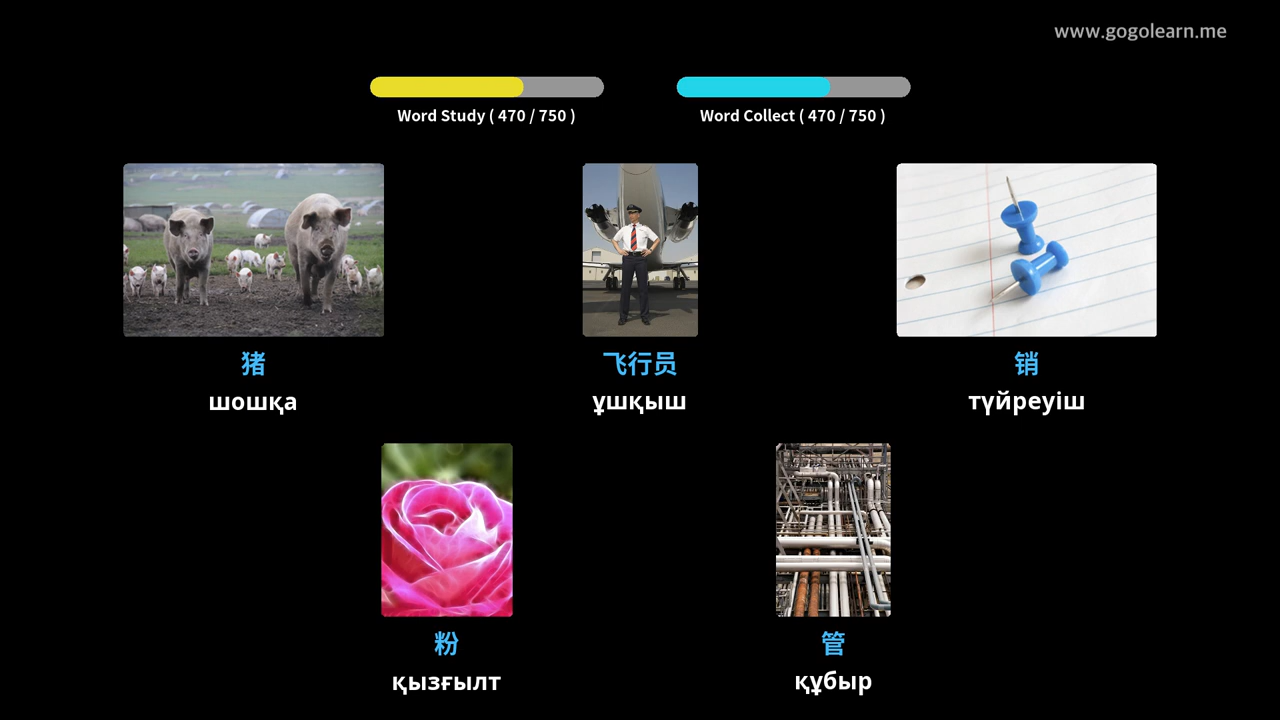 www.gogolearn.me
Word Study ( 470 / 750 )
Word Collect ( 470 / 750 )
猪
шошқа
飞行员
ұшқыш
销
түйреуіш
粉
қызғылт
管
құбыр